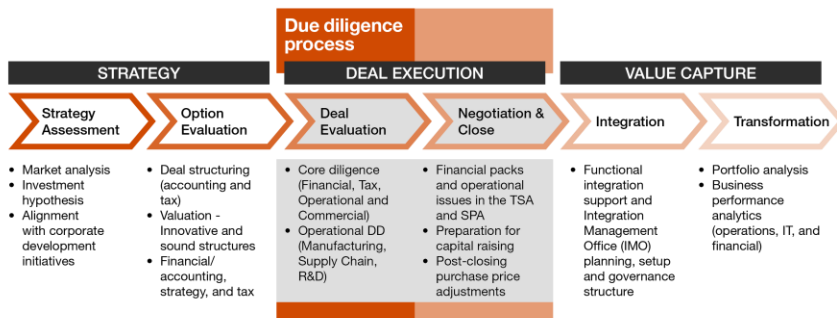 Due diligence
process
STRATEGY
DEAL EXECUTION
VALUE CAPTURE
Strategy
Assessment
Option
Evaluation
Deal
Evaluation
Negotiation &
Close
Integration
Transformation
• Market analysis
• Investment
hypothesis
• Alignment
with corporate
development
initiatives
• Deal structuring
(accounting and
tax)
• Valuation -
Innovative and
sound structures
• Financial/
accounting,
strategy, and tax
• Core diligence
(Financial, Tax,
Operational and
Commercial)
• Operational DD
(Manufacturing,
Supply Chain,
R&D)
• Financial packs
and operational
issues in the TSA
and SPA
• Preparation for
capital raising
• Post-closing
purchase price
adjustments
• Functional
integration
support and
Integration
Management
Office (IMO)
planning, setup
and governance
structure
• Portfolio analysis
• Business
performance
analytics
(operations, IT, and
financial)